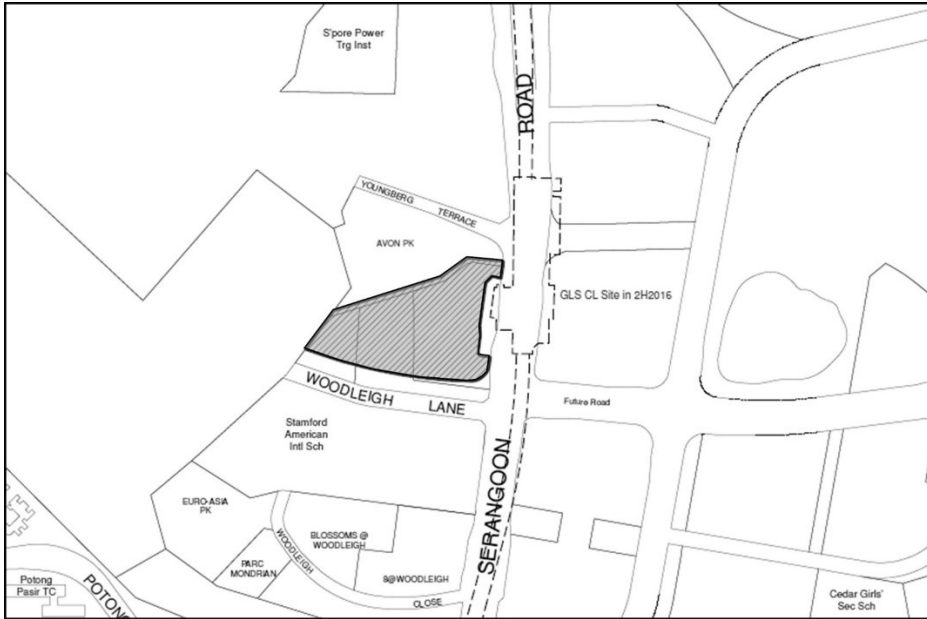 S'pore Power
Trg Inst
ROAD
YOUNGBERG TERRACE
AVON PK
GLS CL Site in 2H2016
WOODLEIGH LANE
Future Road
Stamford
American
Intl Sch
SERANGOON
EURO-ASIA
PK
WOODLEIGH
CLOSE
BLOSSOMS @
WOODLEIGH
PARC
MONDRIAN
8@WOODLEIGH
Potong
Pasir TC
POTONG
Cedar Girls'
Sec Sch